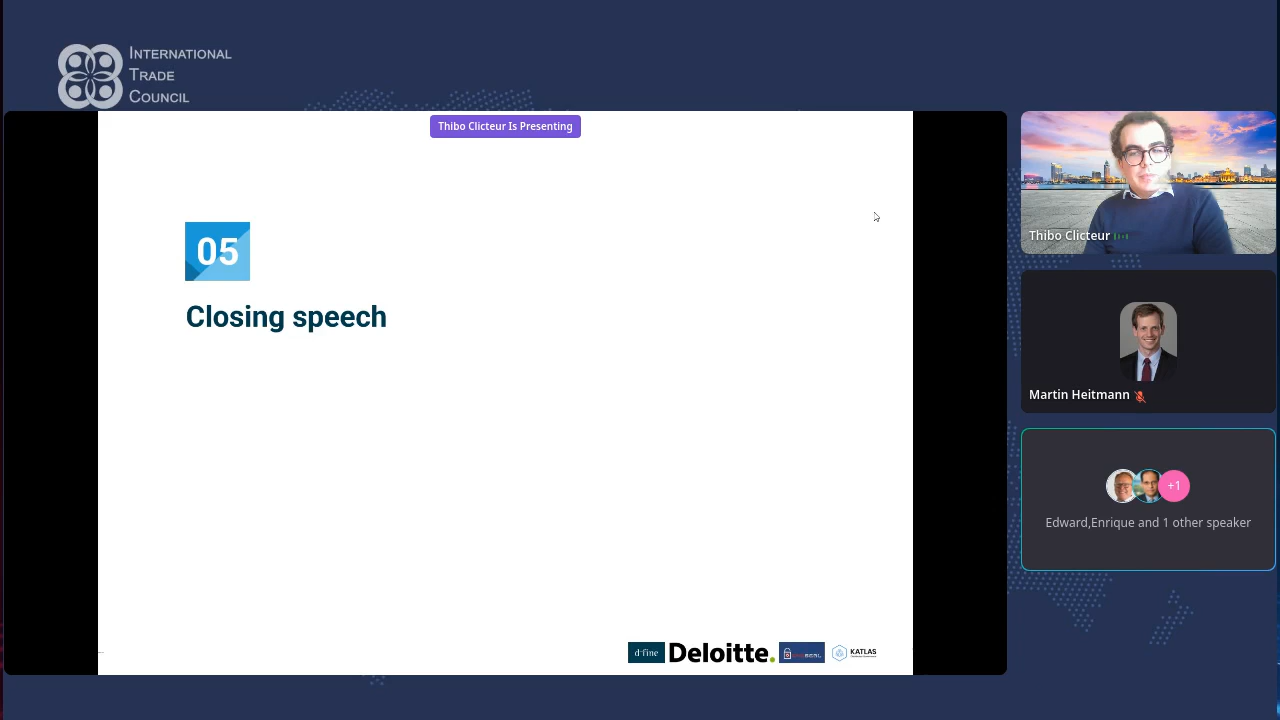 INTERNATIONAL
TRADE
COUNCIL
Thibo Clicteur Is Presenting
05
Closing speech
d-fine
Deloitte.
KATLAS
Thibo Clicteur
Martin Heitmann
+1
Edward,Enrique and 1 other speaker